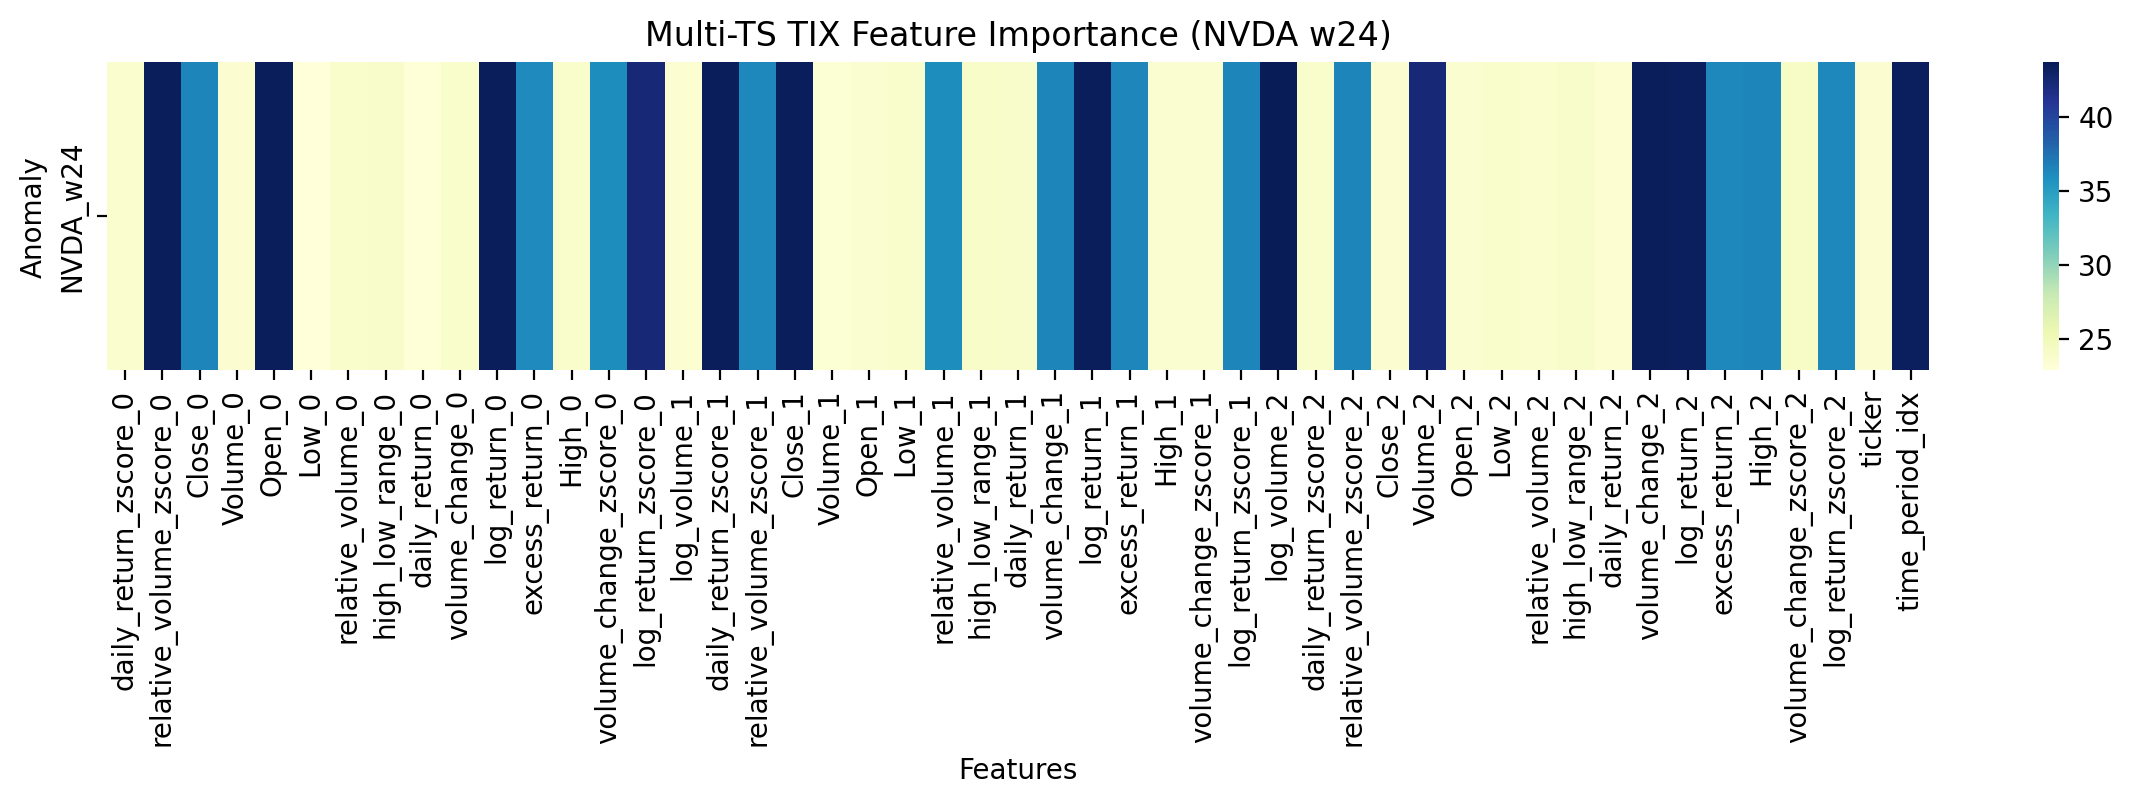 Multi-TS TIX Feature Importance (NVDA w24)
Anomaly
NVDA_w24
40
35
30
25
daily_return_zscore_0
relative_volume_zscore_0
Close_0
Volume_0
Open_0
Low_0
relative_volume_0
high_low_range_0
daily_return_0
volume_change_0
log_return_0
excess_return_0
High_0
volume_change_zscore_0
log_return_zscore_0
log_volume_1
daily_return_zscore_1
relative_volume_zscore_1
Close_1
Volume_1
Open_1
Low_1
relative_volume_1
high_low_range_1
daily_return_1
volume_change_1
log_return_1
excess_return_1
High_1
volume_change_zscore_1
log_return_zscore_1
log_volume_2
daily_return_zscore_2
relative_volume_zscore_2
Close_2
Volume_2
Open_2
Low_2
relative_volume_2
high_low_range_2
daily_return_2
volume_change_2
log_return_2
excess_return_2
High_2
volume_change_zscore_2
log_return_zscore_2
ticker
time_period_idx
Features